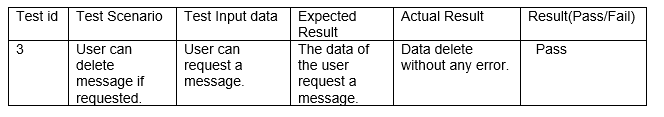 Test id Test Scenario Test Input data Expected Result Actual Result Result(Pass/Fail)
3
User can
delete
message if
requested.
User can
request a
message.
The data of
the user
request a
message.
Data delete
without any error.
Pass